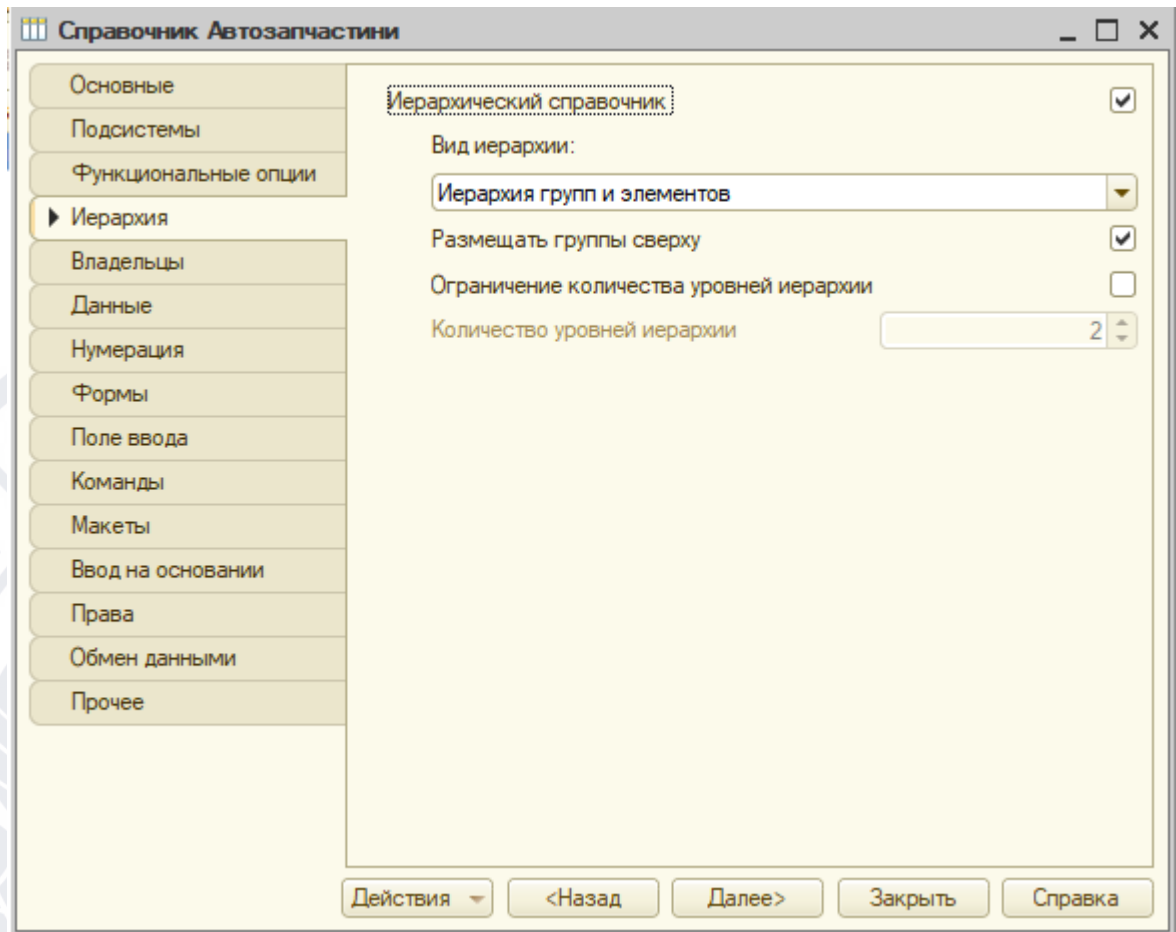 Справочник Автозапчастини
Основные
Подсистемы
Функциональные опции
Иерархия
Владельцы
Данные
Нумерация
Формы
Поле ввода
Команды
Макеты
Ввод на основании
Права
Обмен данными
Прочее
Иерархический справочник
Вид иерархии:
Иерархия групп и элементов
Размещать группы сверху
Ограничение количества уровней иерархии
Количество уровней иерархии 2
Действия <Назад Далее> Закрыть Справка